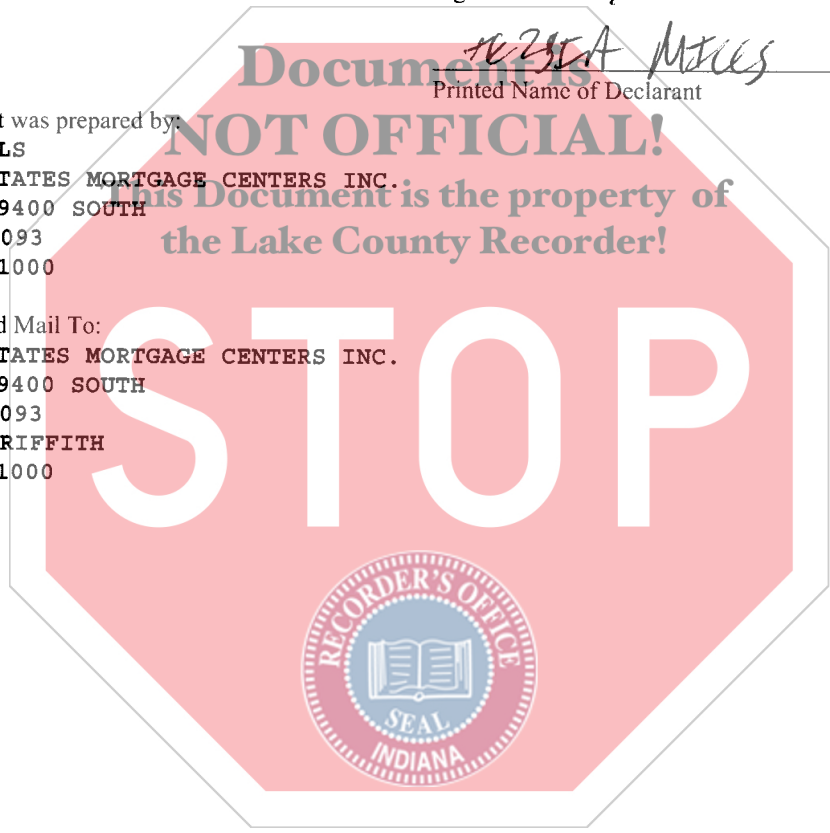 Document is
Printed Name of Declarant
t was prepared by:
NOT OFFICIAL!
LS
TATES MORTGAGE CENTERS INC.
This Document is the property of
9400 SOUTH
093
the Lake County Recorder!
1000
d Mail To:
TATES MORTGAGE CENTERS INC.
9400 SOUTH
093
RIFFITH
1000
STOP
RECORDER'S OFFICE
SEAL
INDIANA